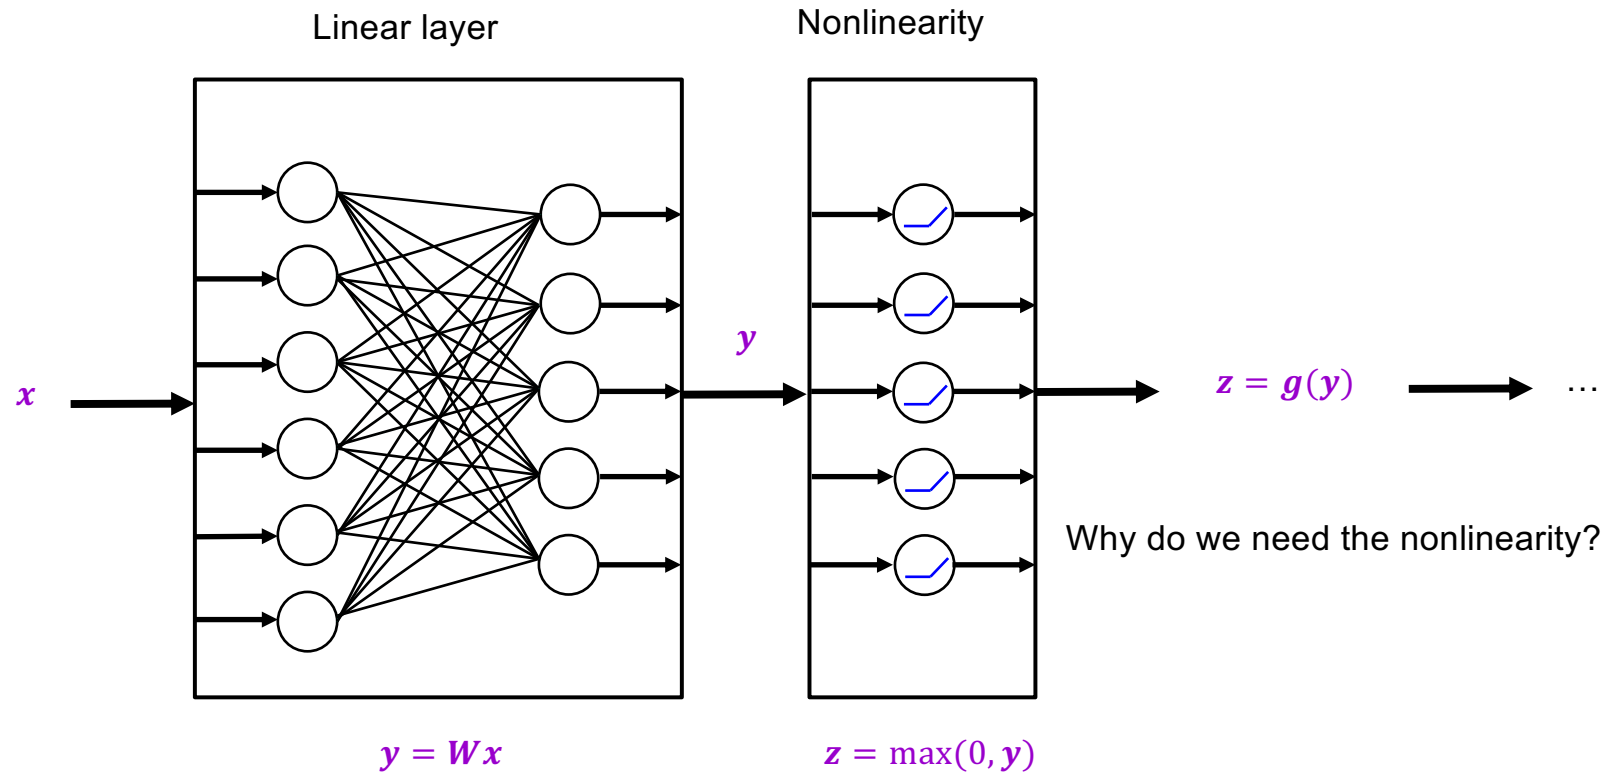 Linear layer
Nonlinearity
x
y
z = g(y)
...
Why do we need the nonlinearity?
y = Wx
z = max(0, y)